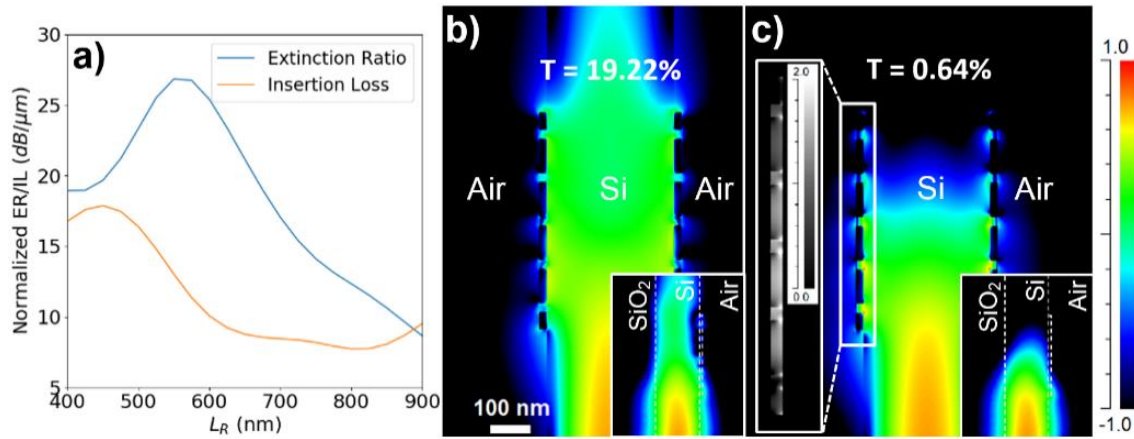 a)
Extinction Ratio
Insertion Loss
Normalized ER/IL (dB/μm)
30
25
20
15
10
5
400 500 600 700 800 900
L_R (nm)
b)
T = 19.22%
Air Si Air
SiO2 Si Air
100 nm
c)
T = 0.64%
2.0
0.0
Si Air
SiO2 Si Air
1.0
-1.0